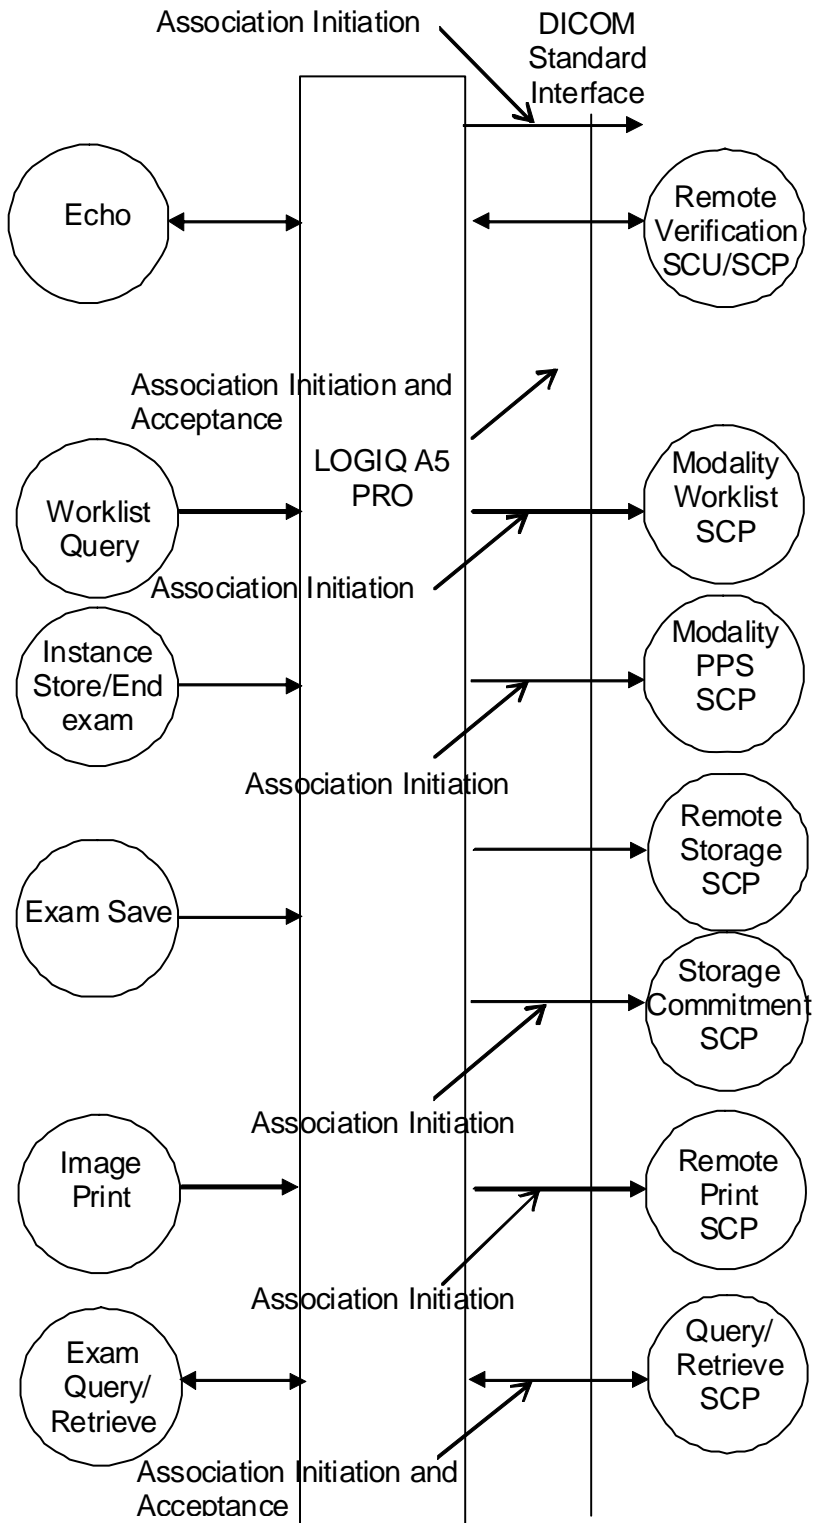 Association Initiation
DICOM
Standard
Interface
Echo
Remote
Verification
SCU/SCP
Association Initiation and
Acceptance
LOGIQ A5
PRO
Worklist
Query
Modality
Worklist
SCP
Association Initiation
Instance
Store/End
exam
Modality
PPS
SCP
Association Initiation
Remote
Storage
SCP
Exam Save
Storage
Commitment
SCP
Association Initiation
Image
Print
Remote
Print
SCP
Association Initiation
Exam
Query/
Retrieve
Query/
Retrieve
SCP
Association Initiation and
Acceptance